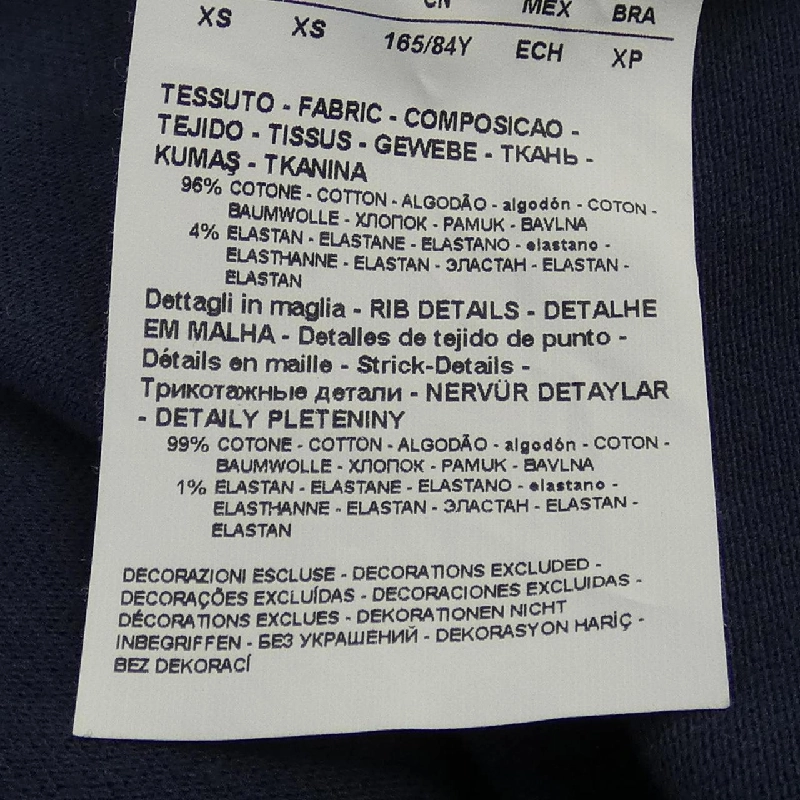 CN MEX BRA
XS XS 165/84Y ECH XP
TESSUTO - FABRIC - COMPOSICAO -
TEJIDO - TISSUS - GEWEBE - ТКАНЬ -
KUMAŞ - TKANINA
96% COTONE - COTTON - ALGODÃO - algodón - COTON -
BAUMWOLLE - ХЛОПОК - PAMUK - BAVLNA
4% ELASTAN - ELASTANE - ELASTANO - elastano -
ELASTHANNE - ELASTAN - ЭЛАСТАН - ELASTAN -
ELASTAN
Dettagli in maglia - RIB DETAILS - DETALHE
EM MALHA - Detalles de tejido de punto -
Détails en maille - Strick-Details -
Трикотажные детали - NERVÜR DETAYLAR
- DETAILY PLETENINY
99% COTONE - COTTON - ALGODÃO - algodón - COTON -
BAUMWOLLE - ХЛОПОК - PAMUK - BAVLNA
1% ELASTAN - ELASTANE - ELASTANO - elastano -
ELASTHANNE - ELASTAN - ЭЛАСТАН - ELASTAN -
ELASTAN
DECORAZIONI ESCLUSE - DECORATIONS EXCLUDED -
DECORAÇÕES EXCLUÍDAS - DECORACIONES EXCLUIDAS -
DÉCORATIONS EXCLUES - DEKORATIONEN NICHT
INBEGRIFFEN - БЕЗ УКРАШЕНИЙ - DEKORASYON HARİÇ -
BEZ DEKORACÍ